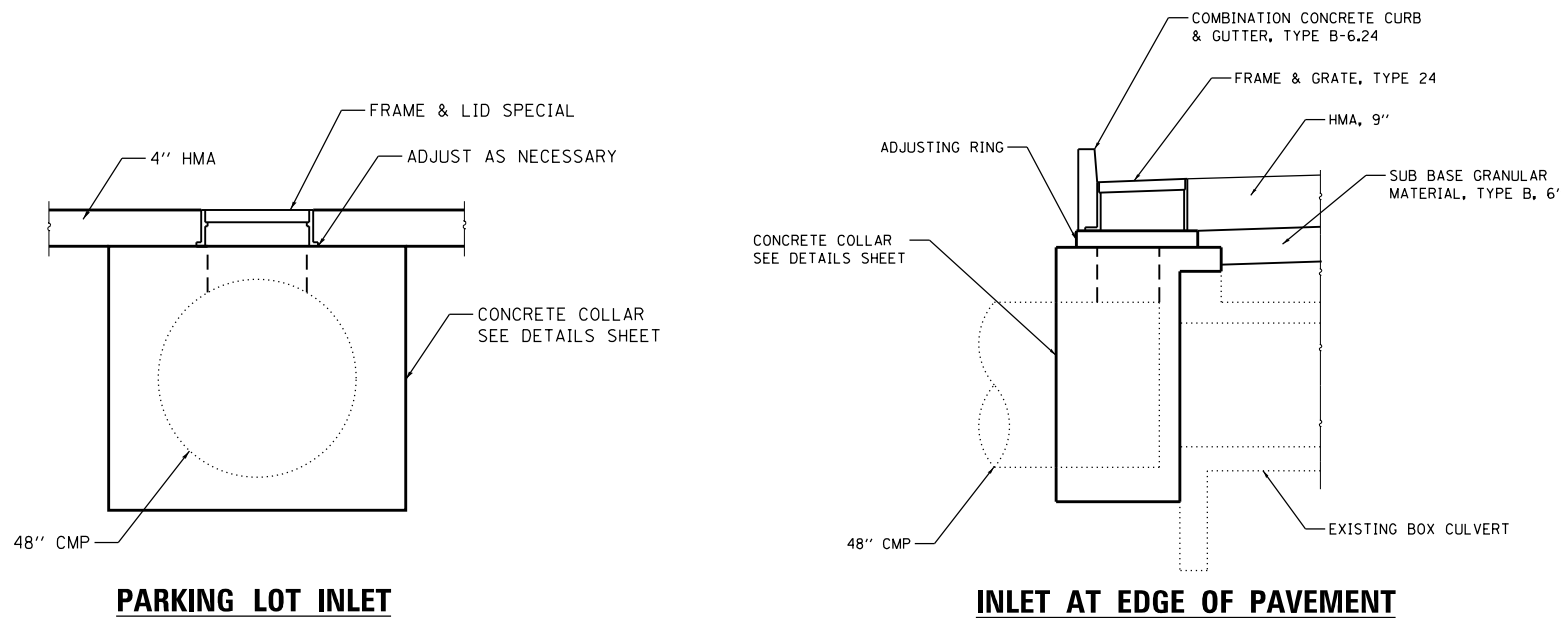 FRAME & LID SPECIAL
4'' HMA
ADJUST AS NECESSARY
CONCRETE COLLAR
SEE DETAILS SHEET
48'' CMP
PARKING LOT INLET
COMBINATION CONCRETE CURB
& GUTTER, TYPE B-6.24
FRAME & GRATE, TYPE 24
HMA, 9''
ADJUSTING RING
SUB BASE GRANULAR
MATERIAL, TYPE B, 6'
CONCRETE COLLAR
SEE DETAILS SHEET
48'' CMP
EXISTING BOX CULVERT
INLET AT EDGE OF PAVEMENT